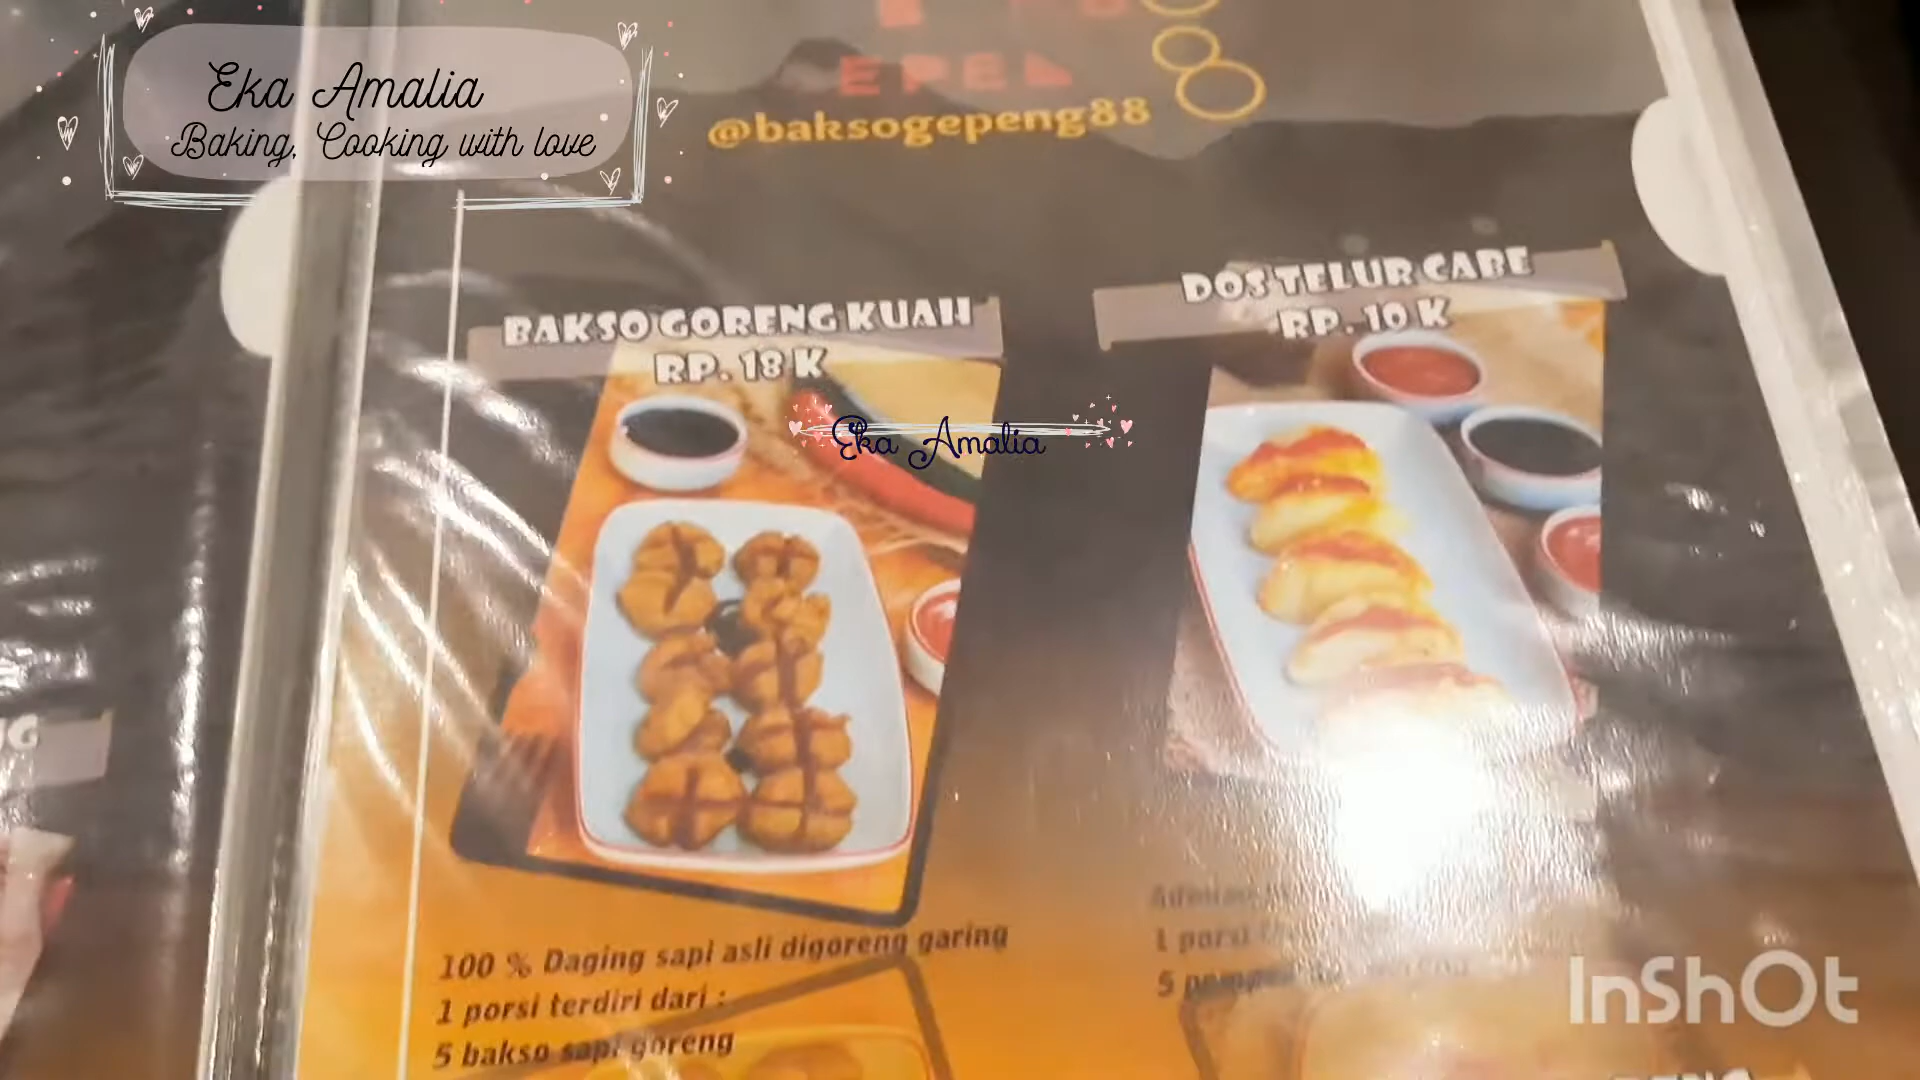 Eka Amalia
Baking, Cooking with love
@baksogepeng88
BAKSO GORENG KUAH
RP. 18 K
DOS TELUR CABE
RP. 10 K
Eka Amalia
100 % Daging sapi asli digoreng garing
1 porsi terdiri dari :
5 bakso sapi goreng
1 porsi
5
InShOt